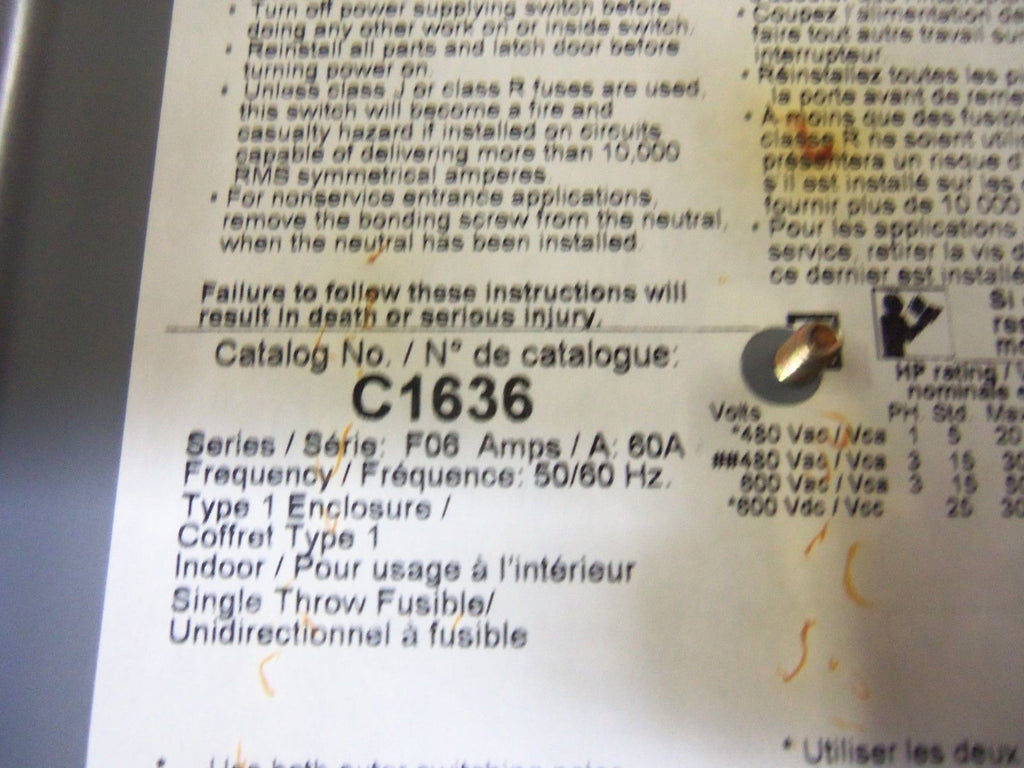 • Turn off power supplying switch before
doing any other work on or inside switch.
• Reinstall all parts and latch door before
turning power on.
• Unless class J or class R fuses are used,
this switch will become a fire and
casualty hazard if installed on circuits
capable of delivering more than 10,000
RMS symmetrical amperes.
• For nonservice entrance applications,
remove the bonding screw from the neutral,
when the neutral has been installed.
Failure to follow these instructions will
result in death or serious injury.
• Coupez l'alimentation de
faire tout autre travail sur
interrupteur.
• Réinstallez toutes les
la porte avant de
• À moins que des
classe R ne soient
présentera un risque
s'il est installé sur les
fournir plus de 10 000
• Pour les applications
service, retirer la vis
ce dernier est installé
Si
Catalog No. / N° de catalogue:
C1636
Series / Série: F06 Amps / A: 60A
Frequency / Fréquence: 50/60 Hz.
Type 1 Enclosure /
Coffret Type 1
Indoor / Pour usage à l'intérieur
Single Throw Fusible/
Unidirectionnel à fusible
HP rating /
nominale
Volts PH Std.
*480 Vac / Vca 1 5 20
##480 Vac / Vca 3 15
600 Vac / Vca 3 15
*600 Vdc / Vcc 25
* Utiliser les deux